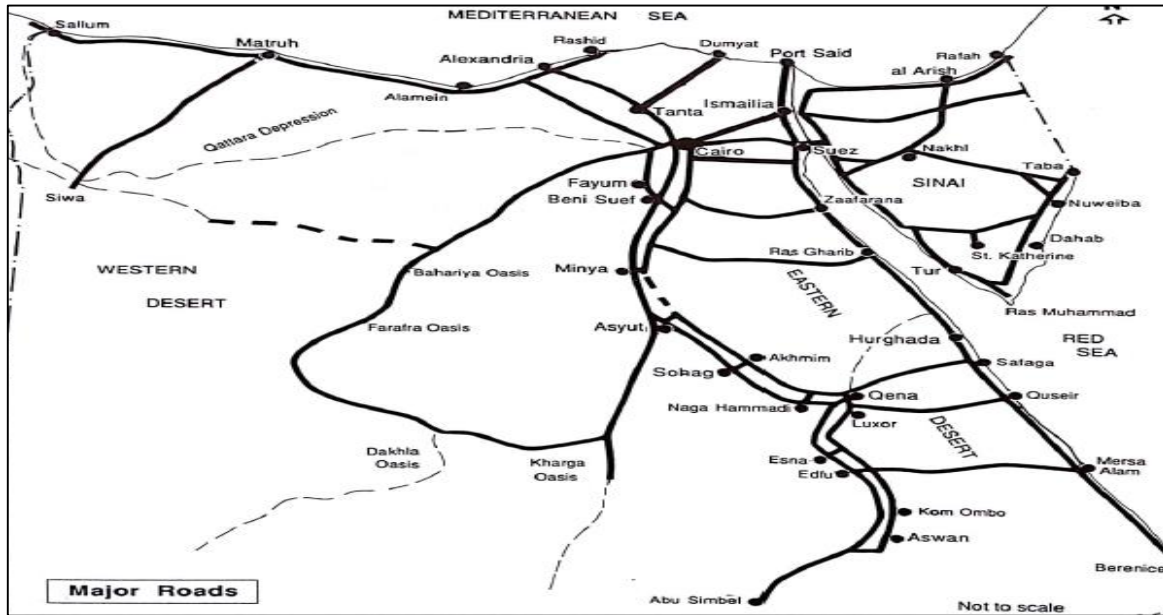 MEDITERRANEAN SEA
N
Sallum
Matruh
Rashid
Dumyat
Port Said
Rafah
Alexandria
al Arish
Alamein
Tanta
Ismailia
Qattara Depression
Cairo
Suez
Nakhl
Taba
Siwa
Fayum
SINAI
Beni Suef
Zaafarana
Nuweiba
WESTERN
DESERT
Bahariya Oasis
Minya
Ras Gharib
St. Katherine
Dahab
Tur
EASTERN
DESERT
Ras Muhammad
Farafra Oasis
Asyut
Hurghada
RED
SEA
Akhmim
Safaga
Sohag
Qena
Quseir
Naga Hammadi
Luxor
Dakhla
Oasis
Kharga
Oasis
Esna
Edfu
Mersa
Alam
Kom Ombo
Aswan
Berenice
Major Roads
Abu Simbel
Not to scale